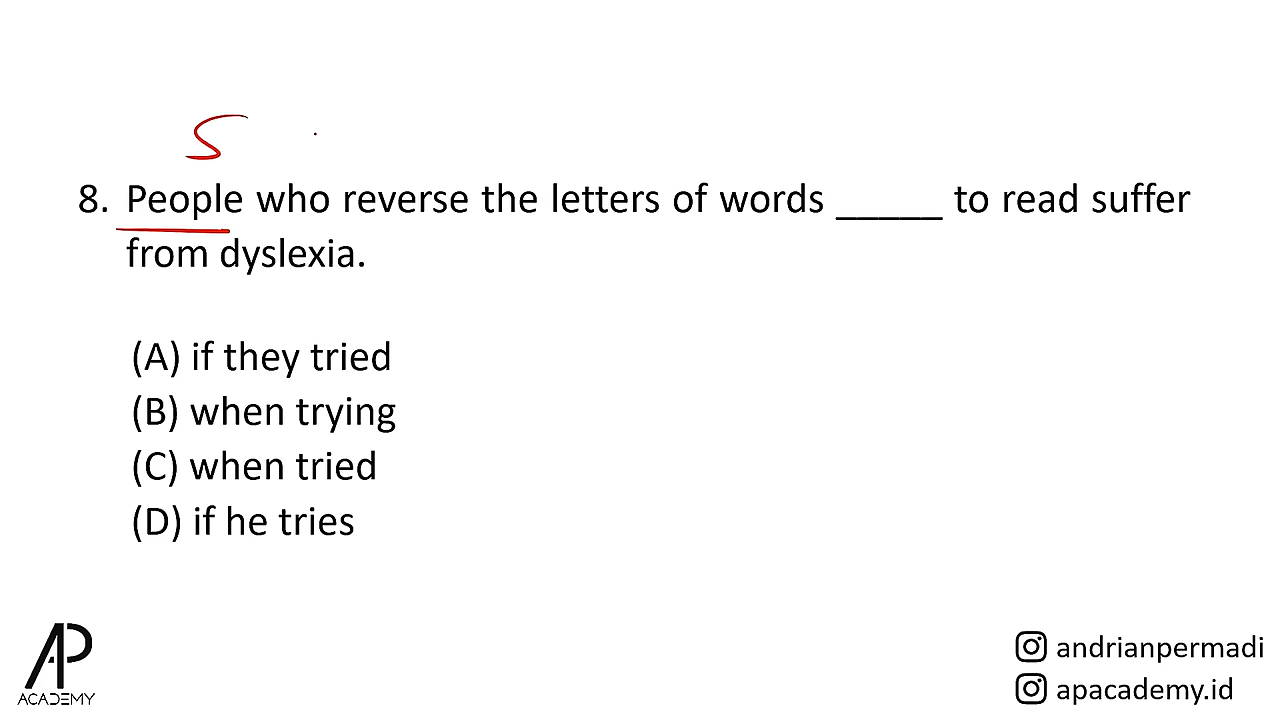 S
8. People who reverse the letters of words _____ to read suffer
from dyslexia.
(A) if they tried
(B) when trying
(C) when tried
(D) if he tries
AP
ACADEMY
andrianpermadi
apacademy.id